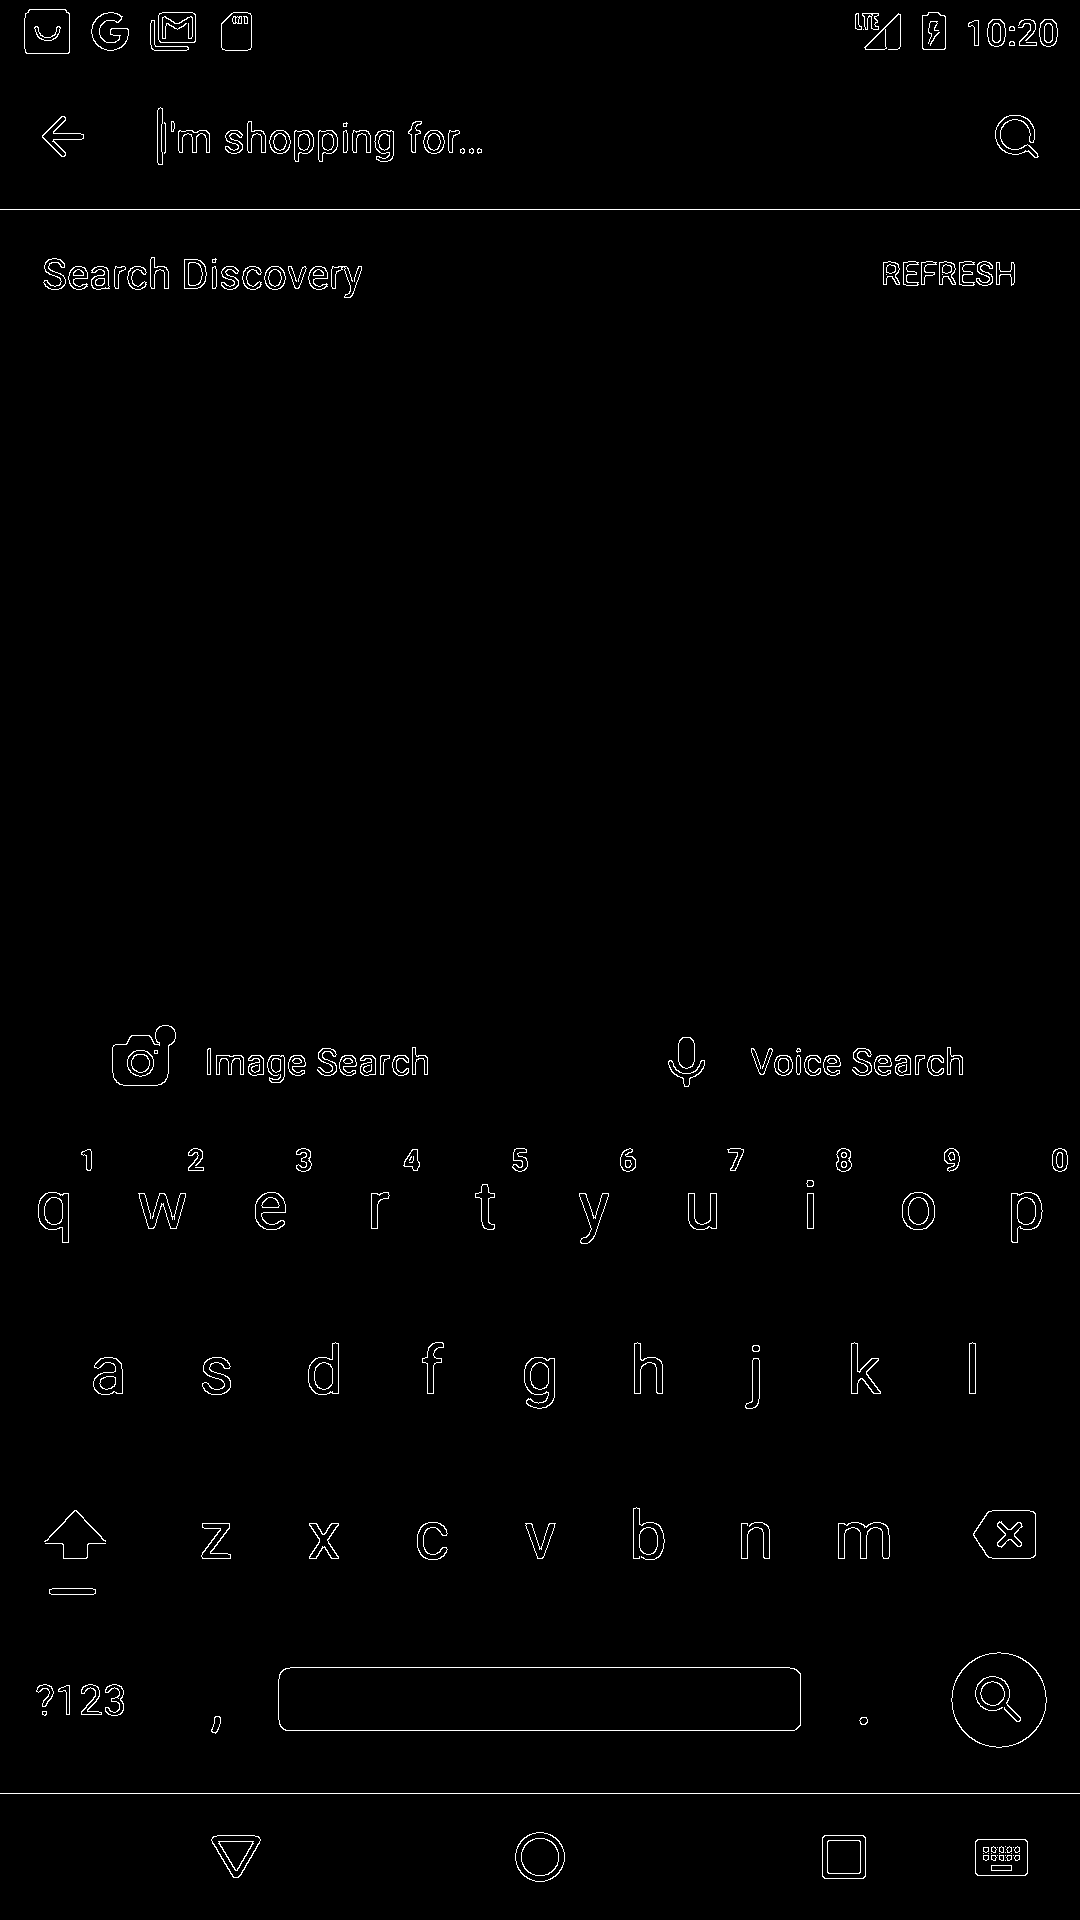 LTE 10:20
I'm shopping for...
Search Discovery REFRESH
Image Search Voice Search
1 2 3 4 5 6 7 8 9 0
q w e r t y u i o p
a s d f g h j k l
z x c v b n m
?123 , .